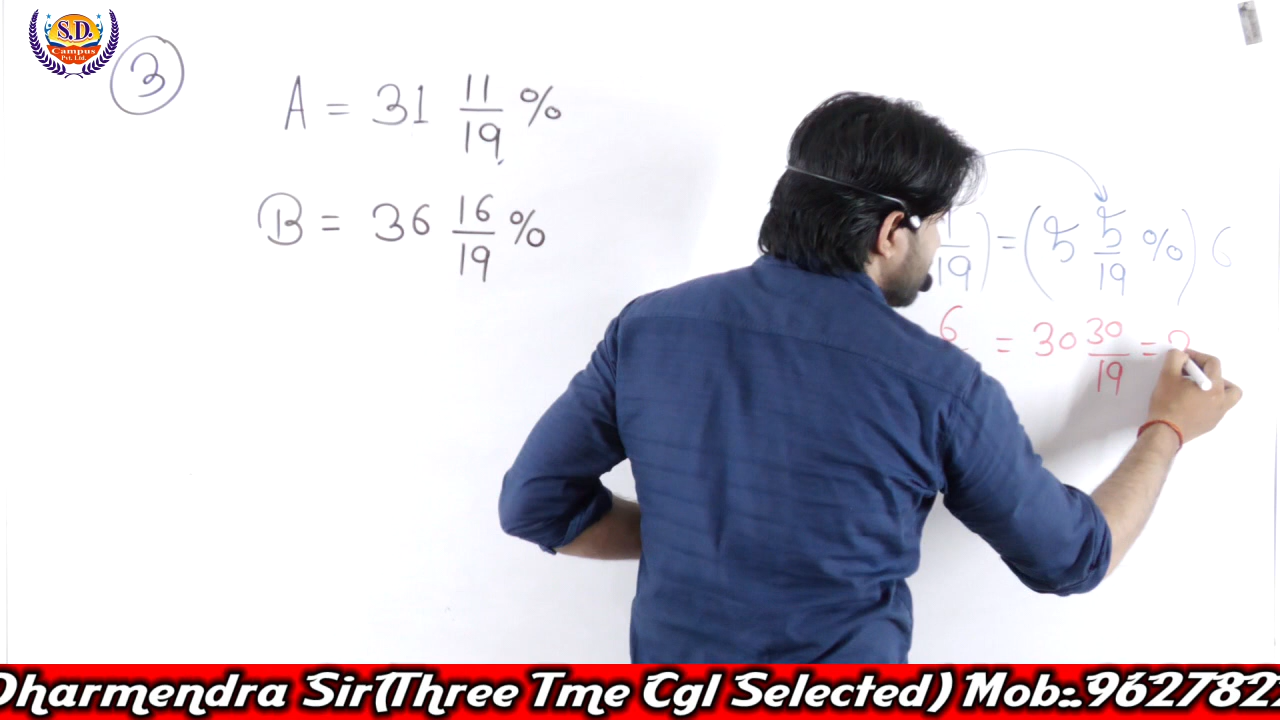 S.D.
Campus
Pvt. Ltd.
3
A = 31 11/19 %
B = 36 16/19 %
1/19) = (5 5/19 %) 6
6 = 30 30/19 =
Dharmendra Sir(Three Tme Cgl Selected) Mob:.962782